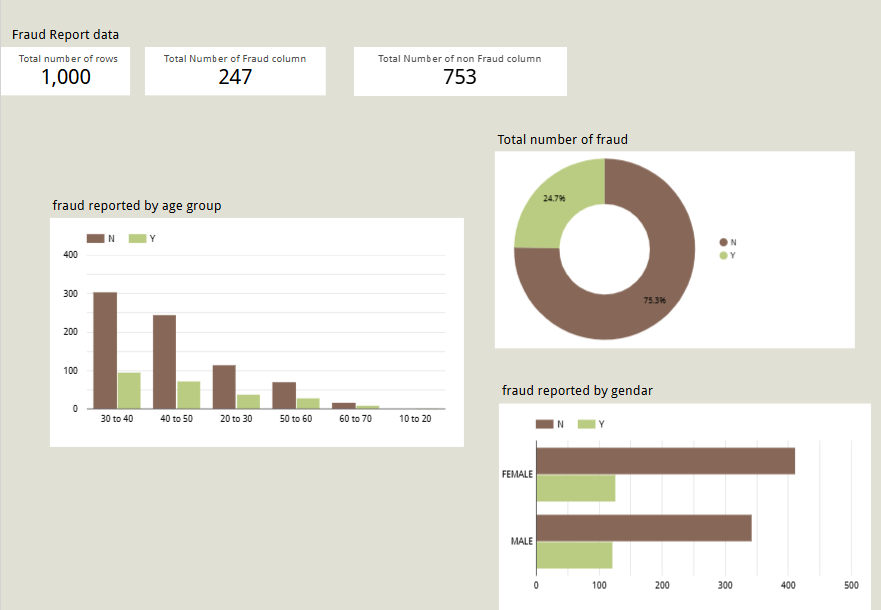 Fraud Report data
Total number of rows
1,000
Total Number of Fraud column
247
Total Number of non Fraud column
753
Total number of fraud
24.7%
75.3%
N
Y
fraud reported by age group
N Y
400
300
200
100
0
30 to 40 40 to 50 20 to 30 50 to 60 60 to 70 10 to 20
fraud reported by gendar
N Y
FEMALE
MALE
0 100 200 300 400 500